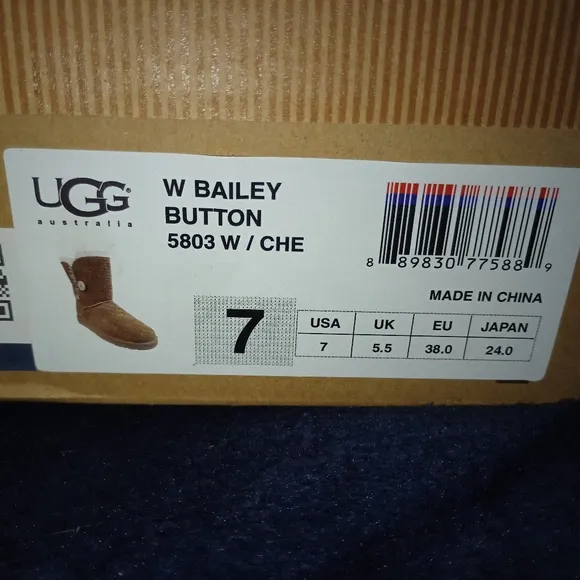 UGG®
australia
W BAILEY
BUTTON
5803 W / CHE
8 89830 77588 9
MADE IN CHINA
7
USA UK EU JAPAN
7 5.5 38.0 24.0